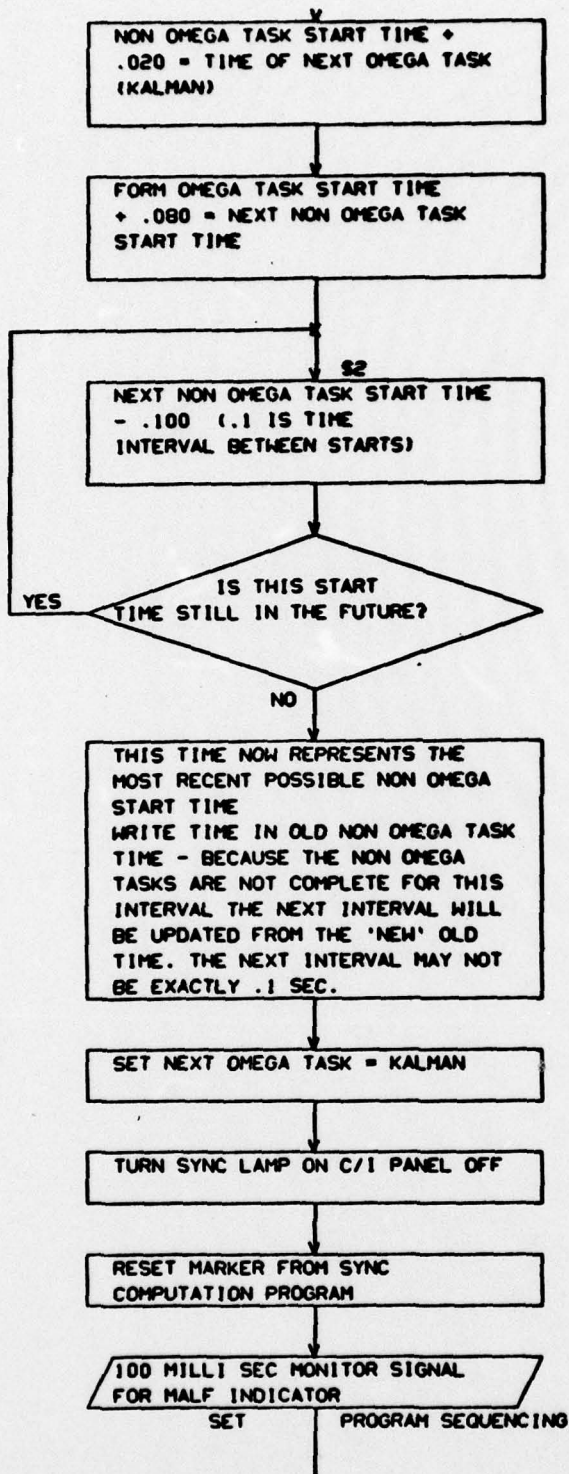 NON OMEGA TASK START TIME +
.020 = TIME OF NEXT OMEGA TASK
(KALMAN)
FORM OMEGA TASK START TIME
+ .080 = NEXT NON OMEGA TASK
START TIME
S2
NEXT NON OMEGA TASK START TIME
- .100 (.1 IS TIME
INTERVAL BETWEEN STARTS)
IS THIS START
TIME STILL IN THE FUTURE?
YES
NO
THIS TIME NOW REPRESENTS THE
MOST RECENT POSSIBLE NON OMEGA
START TIME
WRITE TIME IN OLD NON OMEGA TASK
TIME - BECAUSE THE NON OMEGA
TASKS ARE NOT COMPLETE FOR THIS
INTERVAL THE NEXT INTERVAL WILL
BE UPDATED FROM THE 'NEW' OLD
TIME. THE NEXT INTERVAL MAY NOT
BE EXACTLY .1 SEC.
SET NEXT OMEGA TASK = KALMAN
TURN SYNC LAMP ON C/I PANEL OFF
RESET MARKER FROM SYNC
COMPUTATION PROGRAM
100 MILLI SEC MONITOR SIGNAL
FOR MALF INDICATOR
SET PROGRAM SEQUENCING